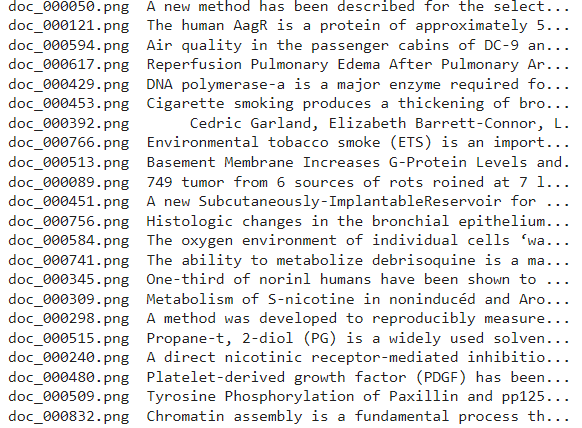 doc_000050.png A new method has been described for the select...
doc_000121.png The human AagR is a protein of approximately 5...
doc_000594.png Air quality in the passenger cabins of DC-9 an...
doc_000617.png Reperfusion Pulmonary Edema After Pulmonary Ar...
doc_000429.png DNA polymerase-a is a major enzyme required fo...
doc_000453.png Cigarette smoking produces a thickening of bro...
doc_000392.png Cedric Garland, Elizabeth Barrett-Connor, L.
doc_000766.png Environmental tobacco smoke (ETS) is an import...
doc_000513.png Basement Membrane Increases G-Protein Levels and.
doc_000089.png 749 tumor from 6 sources of rots roined at 7 l...
doc_000451.png A new Subcutaneously-ImplantableReservoir for ...
doc_000756.png Histologic changes in the bronchial epithelium...
doc_000584.png The oxygen environment of individual cells ‘wa...
doc_000741.png The ability to metabolize debrisoquine is a ma...
doc_000345.png One-third of norinl humans have been shown to ...
doc_000309.png Metabolism of S-nicotine in noninducéd and Aro...
doc_000298.png A method was developed to reproducibly measure...
doc_000515.png Propane-t, 2-diol (PG) is a widely used solven...
doc_000240.png A direct nicotinic receptor-mediated inhibitio...
doc_000480.png Platelet-derived growth factor (PDGF) has been...
doc_000509.png Tyrosine Phosphorylation of Paxillin and pp125...
doc_000832.png Chromatin assembly is a fundamental process th...